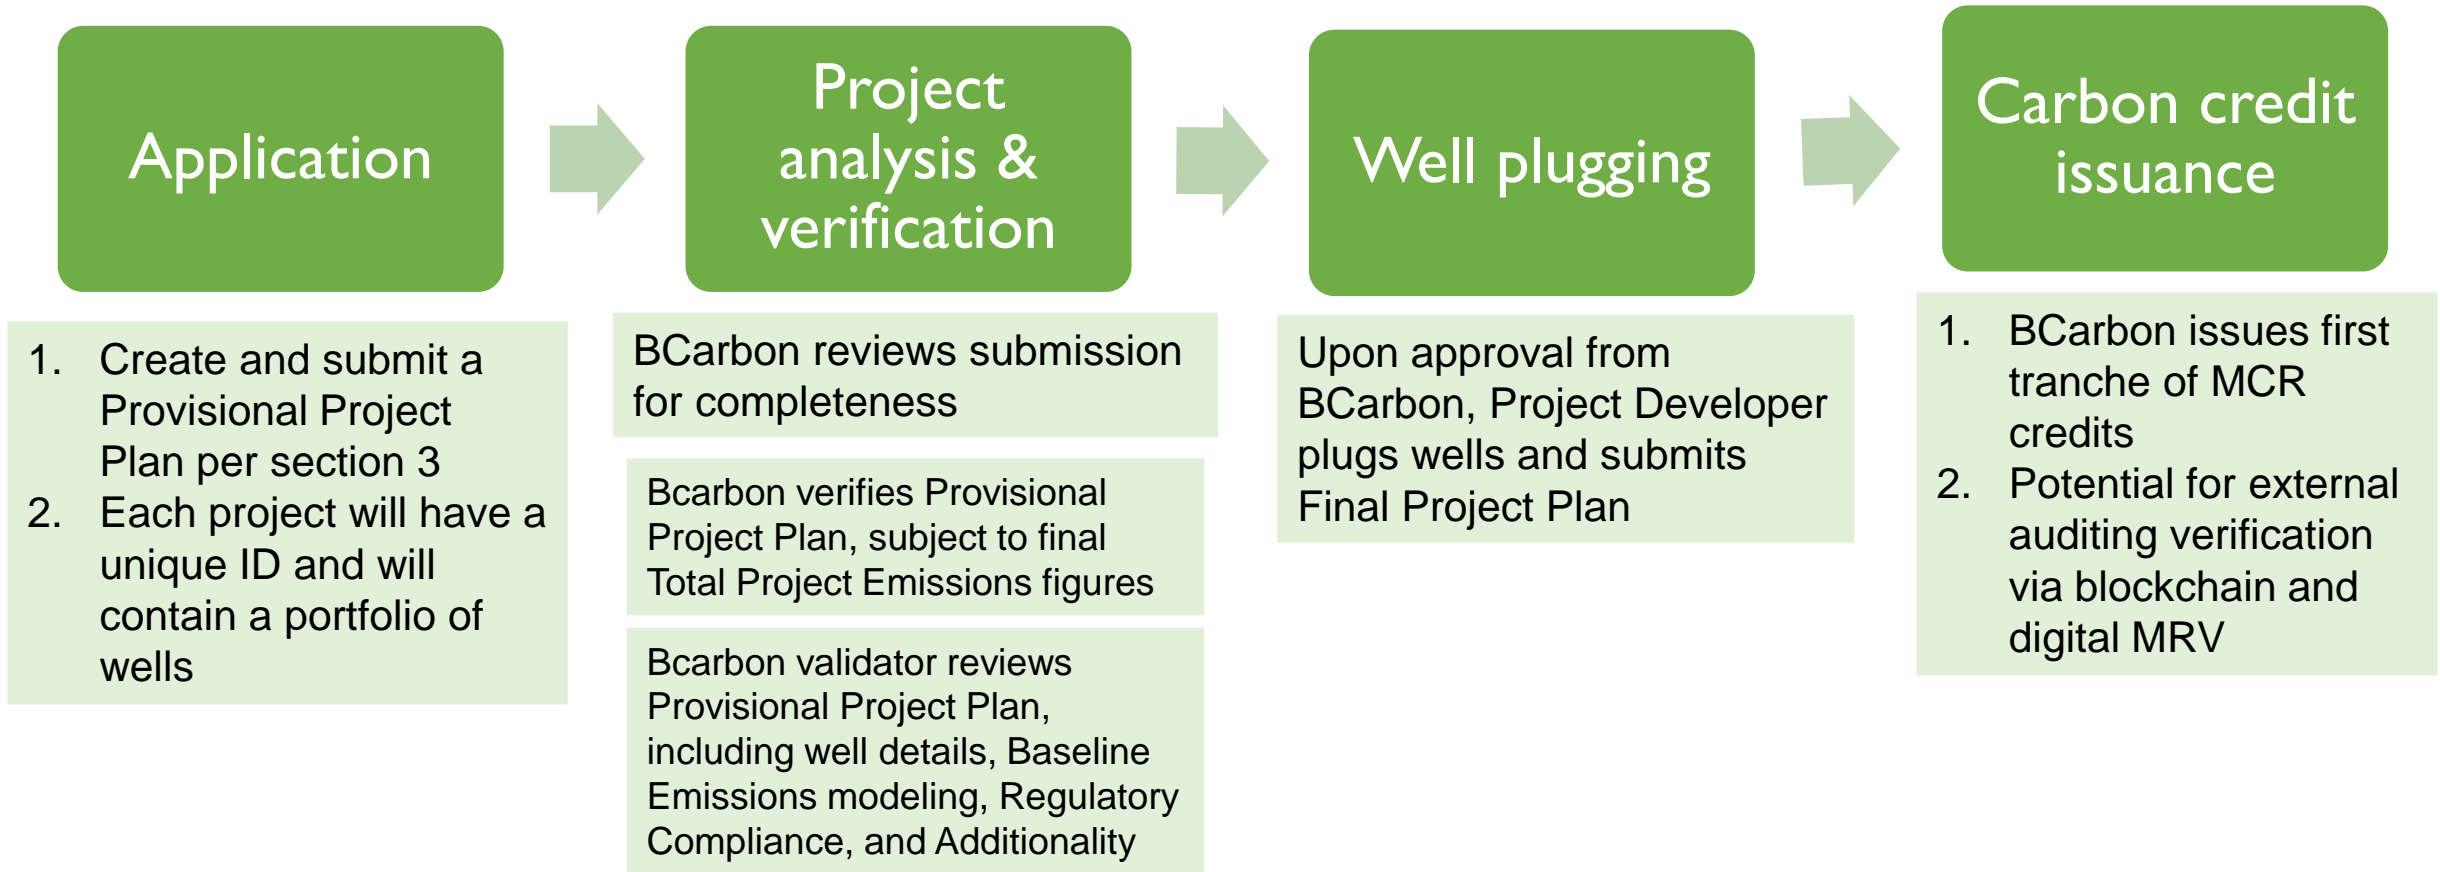 Application
1. Create and submit a
Provisional Project
Plan per section 3
2. Each project will have a
unique ID and will
contain a portfolio of
wells
Project
analysis &
verification
BCarbon reviews submission
for completeness
Bcarbon verifies Provisional
Project Plan, subject to final
Total Project Emissions figures
Bcarbon validator reviews
Provisional Project Plan,
including well details, Baseline
Emissions modeling, Regulatory
Compliance, and Additionality
Well plugging
Upon approval from
BCarbon, Project Developer
plugs wells and submits
Final Project Plan
Carbon credit
issuance
1. BCarbon issues first
tranche of MCR
credits
2. Potential for external
auditing verification
via blockchain and
digital MRV